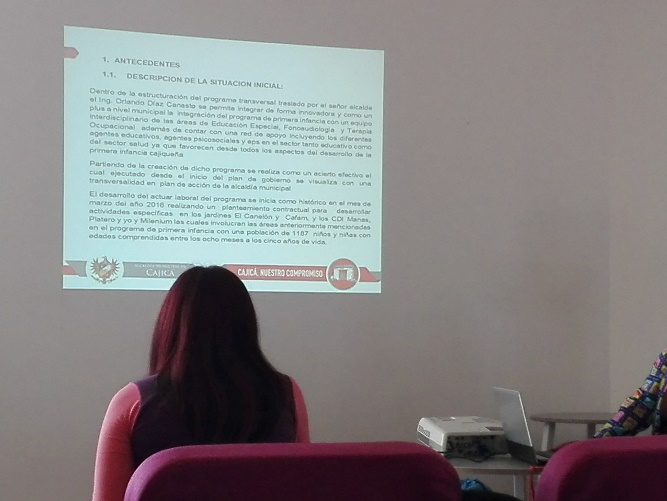 1. ANTECEDENTES
1.1. DESCRIPCION DE LA SITUACION INICIAL:
Dentro de la estructuración del programa transversal traslado por el señor alcalde
el Ing. Orlando Díaz Canasto se permite integrar de forma innovedora y como un
plus a nivel municipal la integración del programa de primera infancia con un equipo
interdisciplinario de las áreas de Educación Especial, Fonoaudiología y Terapia
Ocupacional además de contar con una red de apoyo incluyendo los diferentes
agentes educativos, agentes psicosociales y eps en el sector tanto educativo como
del sector salud ya que favorecen desde todos los aspectos del desarrollo de la
primera infancia cajiqueña
Partiendo de la creación de dicho programa se realiza como un acierto efectivo el
cual ejecutado desde el inicio del plan de gobierno se visualiza con una
transversalidad en plan de acción de la alcaldía municipal
El desarrollo del actuar laboral del programa se inicia como histórico en el mes de
marzo del año 2016 realizando un planteamiento contractual para desarrollar
actividades específicas en los jardines El Canelón y Cafam, y los CDI Manas,
Platero y yo y Milenium las cuales involucran las áreas anteriormente mencionadas
en el programa de primera infancia con una población de 1187 niños y niñas con
edades comprendidas entre los ocho meses a los cinco años de vida.
CAJICÁ
CAJICÁ, NUESTRO COMPROMISO